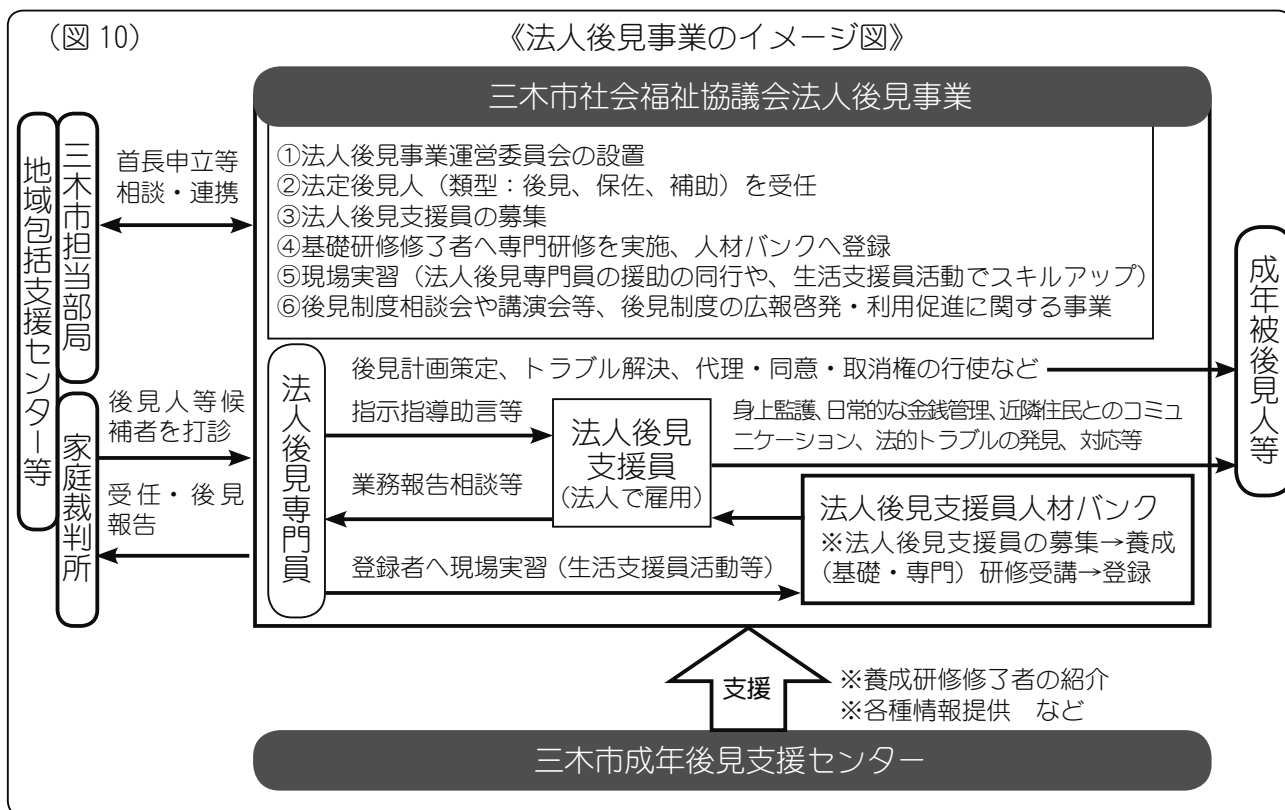 （図 10）
《法人後見事業のイメージ図》
三木市社会福祉協議会法人後見事業
①法人後見事業運営委員会の設置
②法定後見人（類型：後見、保佐、補助）を受任
③法人後見支援員の募集
④基礎研修修了者へ専門研修を実施、人材バンクへ登録
⑤現場実習（法人後見専門員の援助の同行や、生活支援員活動でスキルアップ）
⑥後見制度相談会や講演会等、後見制度の広報啓発・利用促進に関する事業
地域包括支援センター等
三木市担当部局
首長申立等
相談・連携
家庭裁判所
後見人等候
補者を打診
受任・後見
報告
法人後見専門員
後見計画策定、トラブル解決、代理・同意・取消権の行使など
指示指導助言等
業務報告相談等
法人後見
支援員
（法人で雇用）
身上監護、日常的な金銭管理、近隣住民とのコミュ
ニケーション、法的トラブルの発見、対応等
登録者へ現場実習（生活支援員活動等）
法人後見支援員人材バンク
※法人後見支援員の募集→養成
（基礎・専門）研修受講→登録
成年被後見人等
支援
※養成研修修了者の紹介
※各種情報提供　など
三木市成年後見支援センター